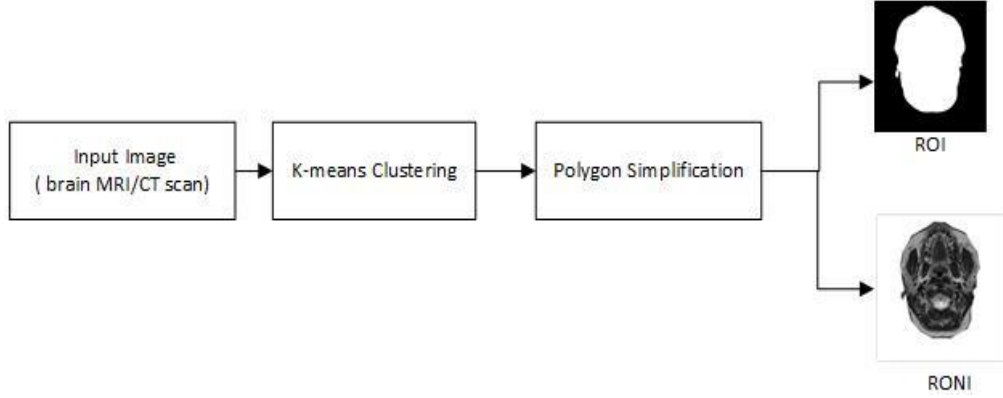 Input Image
( brain MRI/CT scan)
K-means Clustering
Polygon Simplification
ROI
RONI